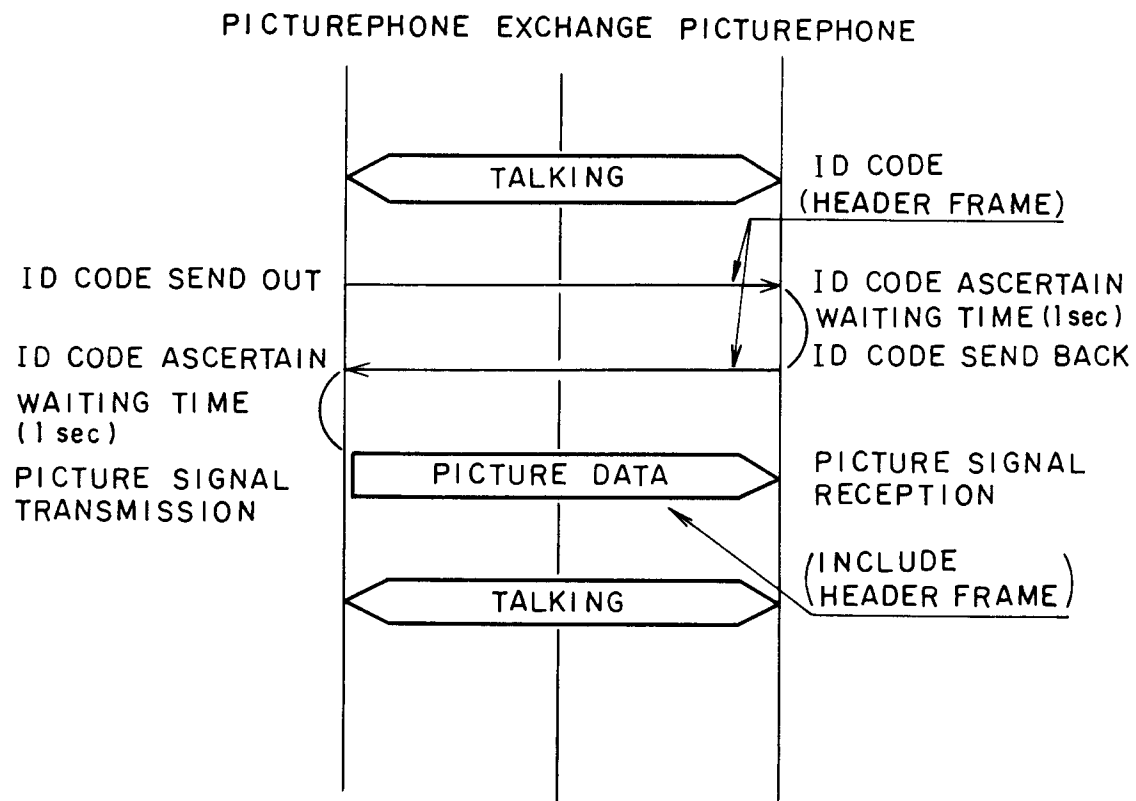 PICTUREPHONE EXCHANGE PICTUREPHONE
TALKING
ID CODE
(HEADER FRAME)
ID CODE SEND OUT
ID CODE ASCERTAIN
WAITING TIME (1sec)
ID CODE SEND BACK
ID CODE ASCERTAIN
WAITING TIME
(1 sec)
PICTURE SIGNAL
TRANSMISSION
PICTURE DATA
PICTURE SIGNAL
RECEPTION
(INCLUDE
HEADER FRAME)
TALKING